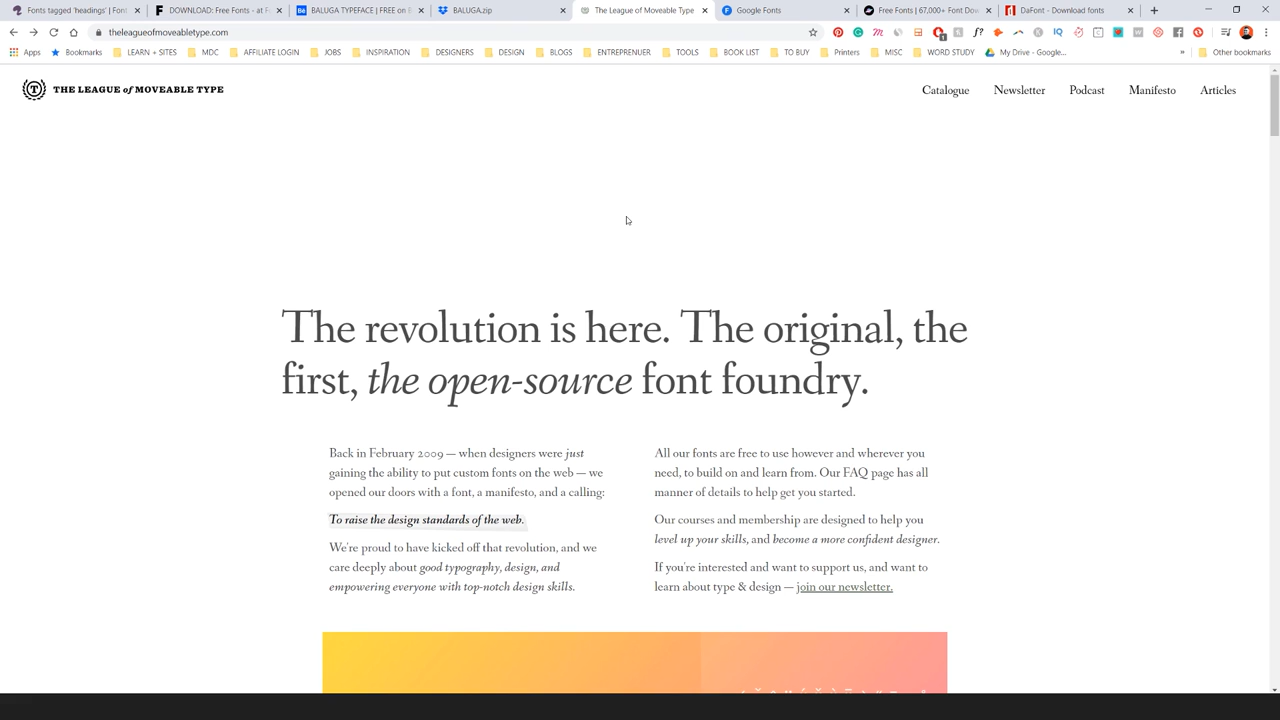 Fonts tagged 'headings' | Font
DOWNLOAD: Free Fonts - at Fo
BALUGA TYPEFACE | FREE on B
BALUGA.zip
The League of Moveable Type
Google Fonts
Free Fonts | 67,000+ Font Dow
DaFont - Download fonts
theleagueofmoveabletype.com
Apps
Bookmarks
LEARN + SITES
MDC
AFFILIATE LOGIN
JOBS
INSPIRATION
DESIGNERS
DESIGN
BLOGS
ENTREPRENUER
TOOLS
BOOK LIST
TO BUY
Printers
MISC
WORD STUDY
My Drive - Google...
Other bookmarks
THE LEAGUE of MOVEABLE TYPE
Catalogue
Newsletter
Podcast
Manifesto
Articles
The revolution is here. The original, the
first, the open-source font foundry.
Back in February 2009 — when designers were just
gaining the ability to put custom fonts on the web — we
opened our doors with a font, a manifesto, and a calling:
To raise the design standards of the web.
We're proud to have kicked off that revolution, and we
care deeply about good typography, design, and
empowering everyone with top-notch design skills.
All our fonts are free to use however and wherever you
need, to build on and learn from. Our FAQ page has all
manner of details to help get you started.
Our courses and membership are designed to help you
level up your skills, and become a more confident designer.
If you're interested and want to support us, and want to
learn about type & design — join our newsletter.